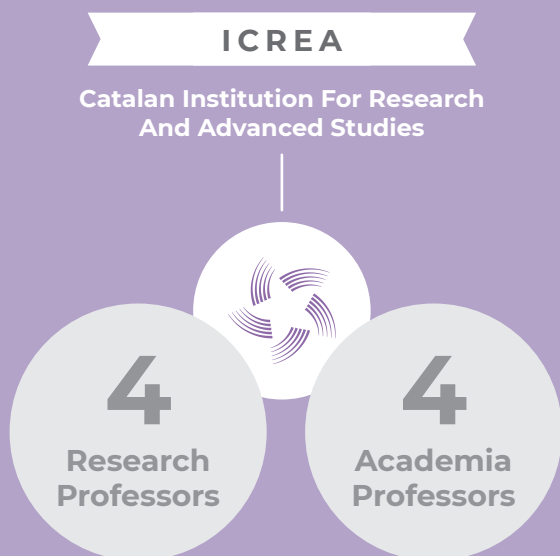 ICREA
Catalan Institution For Research
And Advanced Studies
4
Research
Professors
4
Academia
Professors